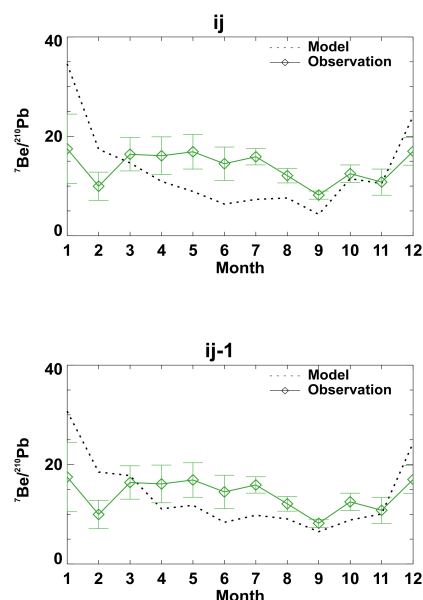 ij
40
Model
Observation
20
⁷Be/²¹⁰Pb
0
1 2 3 4 5 6 7 8 9 10 11 12
Month
ij-1
40
Model
Observation
20
⁷Be/²¹⁰Pb
0
1 2 3 4 5 6 7 8 9 10 11 12
Month